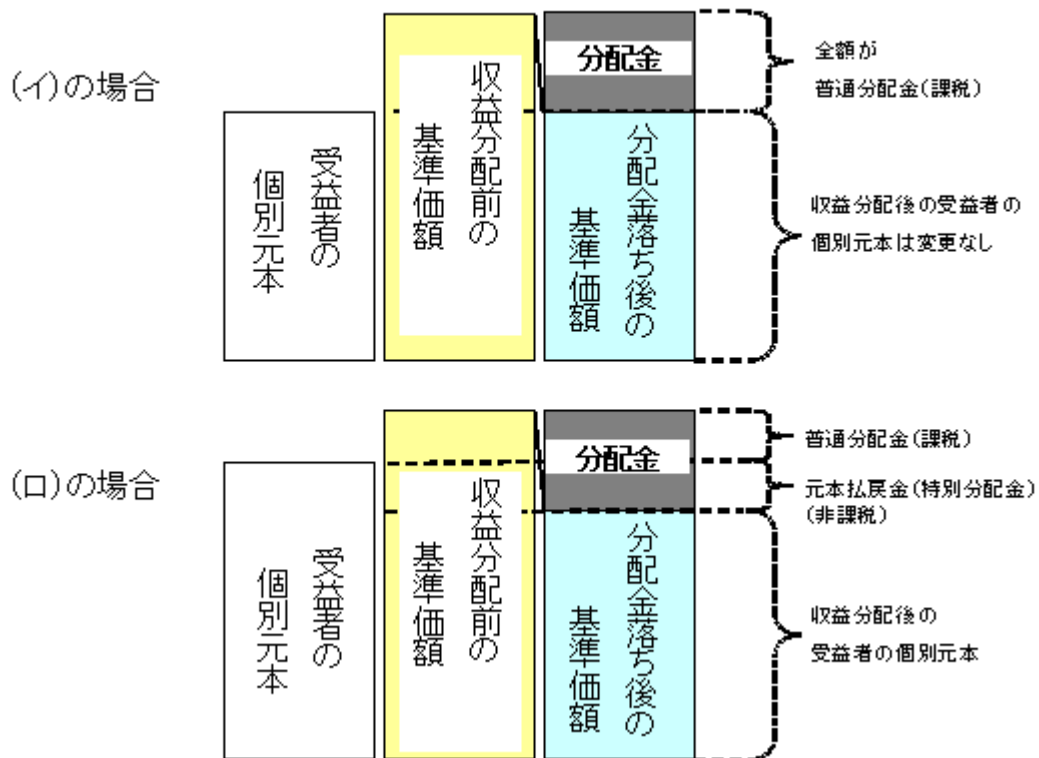 (イ)の場合
受益者の
個別元本
収益分配前の
基準価額
分配金
分配金落ち後の
基準価額
全額が
普通分配金(課税)
収益分配後の受益者の
個別元本は変更なし
(ロ)の場合
受益者の
個別元本
収益分配前の
基準価額
分配金
分配金落ち後の
基準価額
普通分配金(課税)
元本払戻金(特別分配金)
(非課税)
収益分配後の
受益者の個別元本